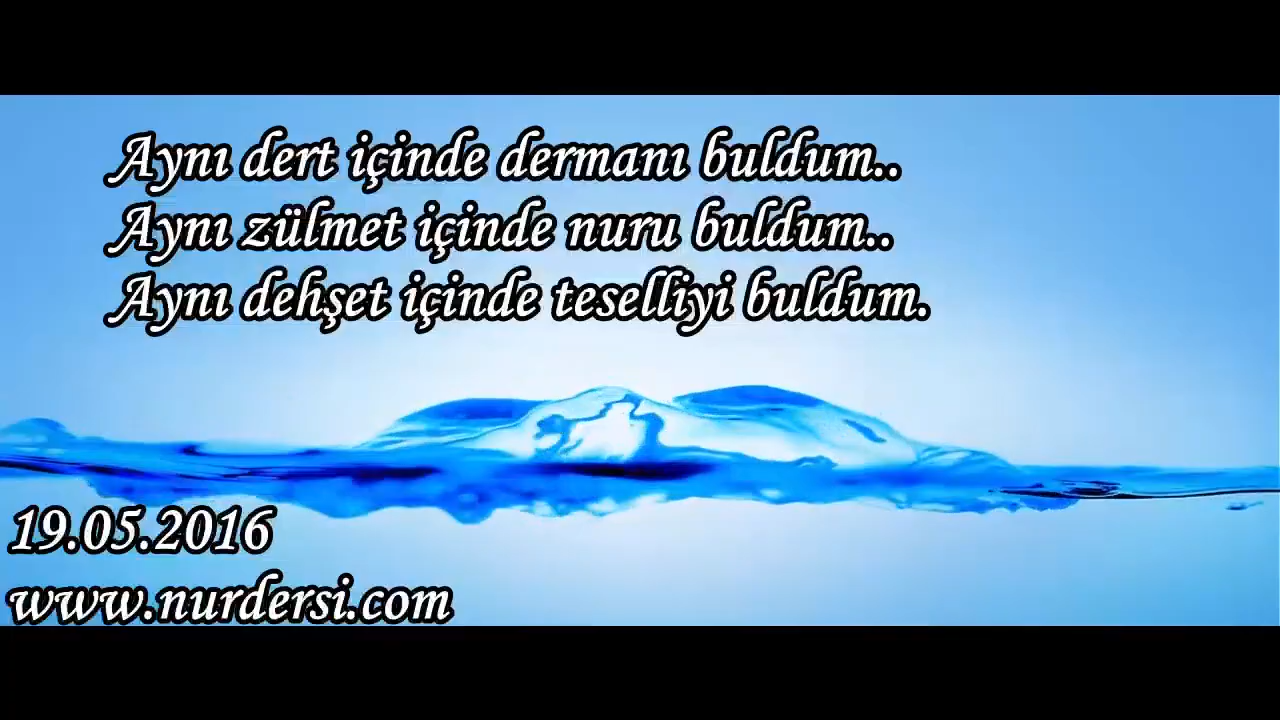 Aynı dert içinde dermanı buldum..
Aynı zülmet içinde nuru buldum..
Aynı dehşet içinde teselliyi buldum.
19.05.2016
www.nurdersi.com